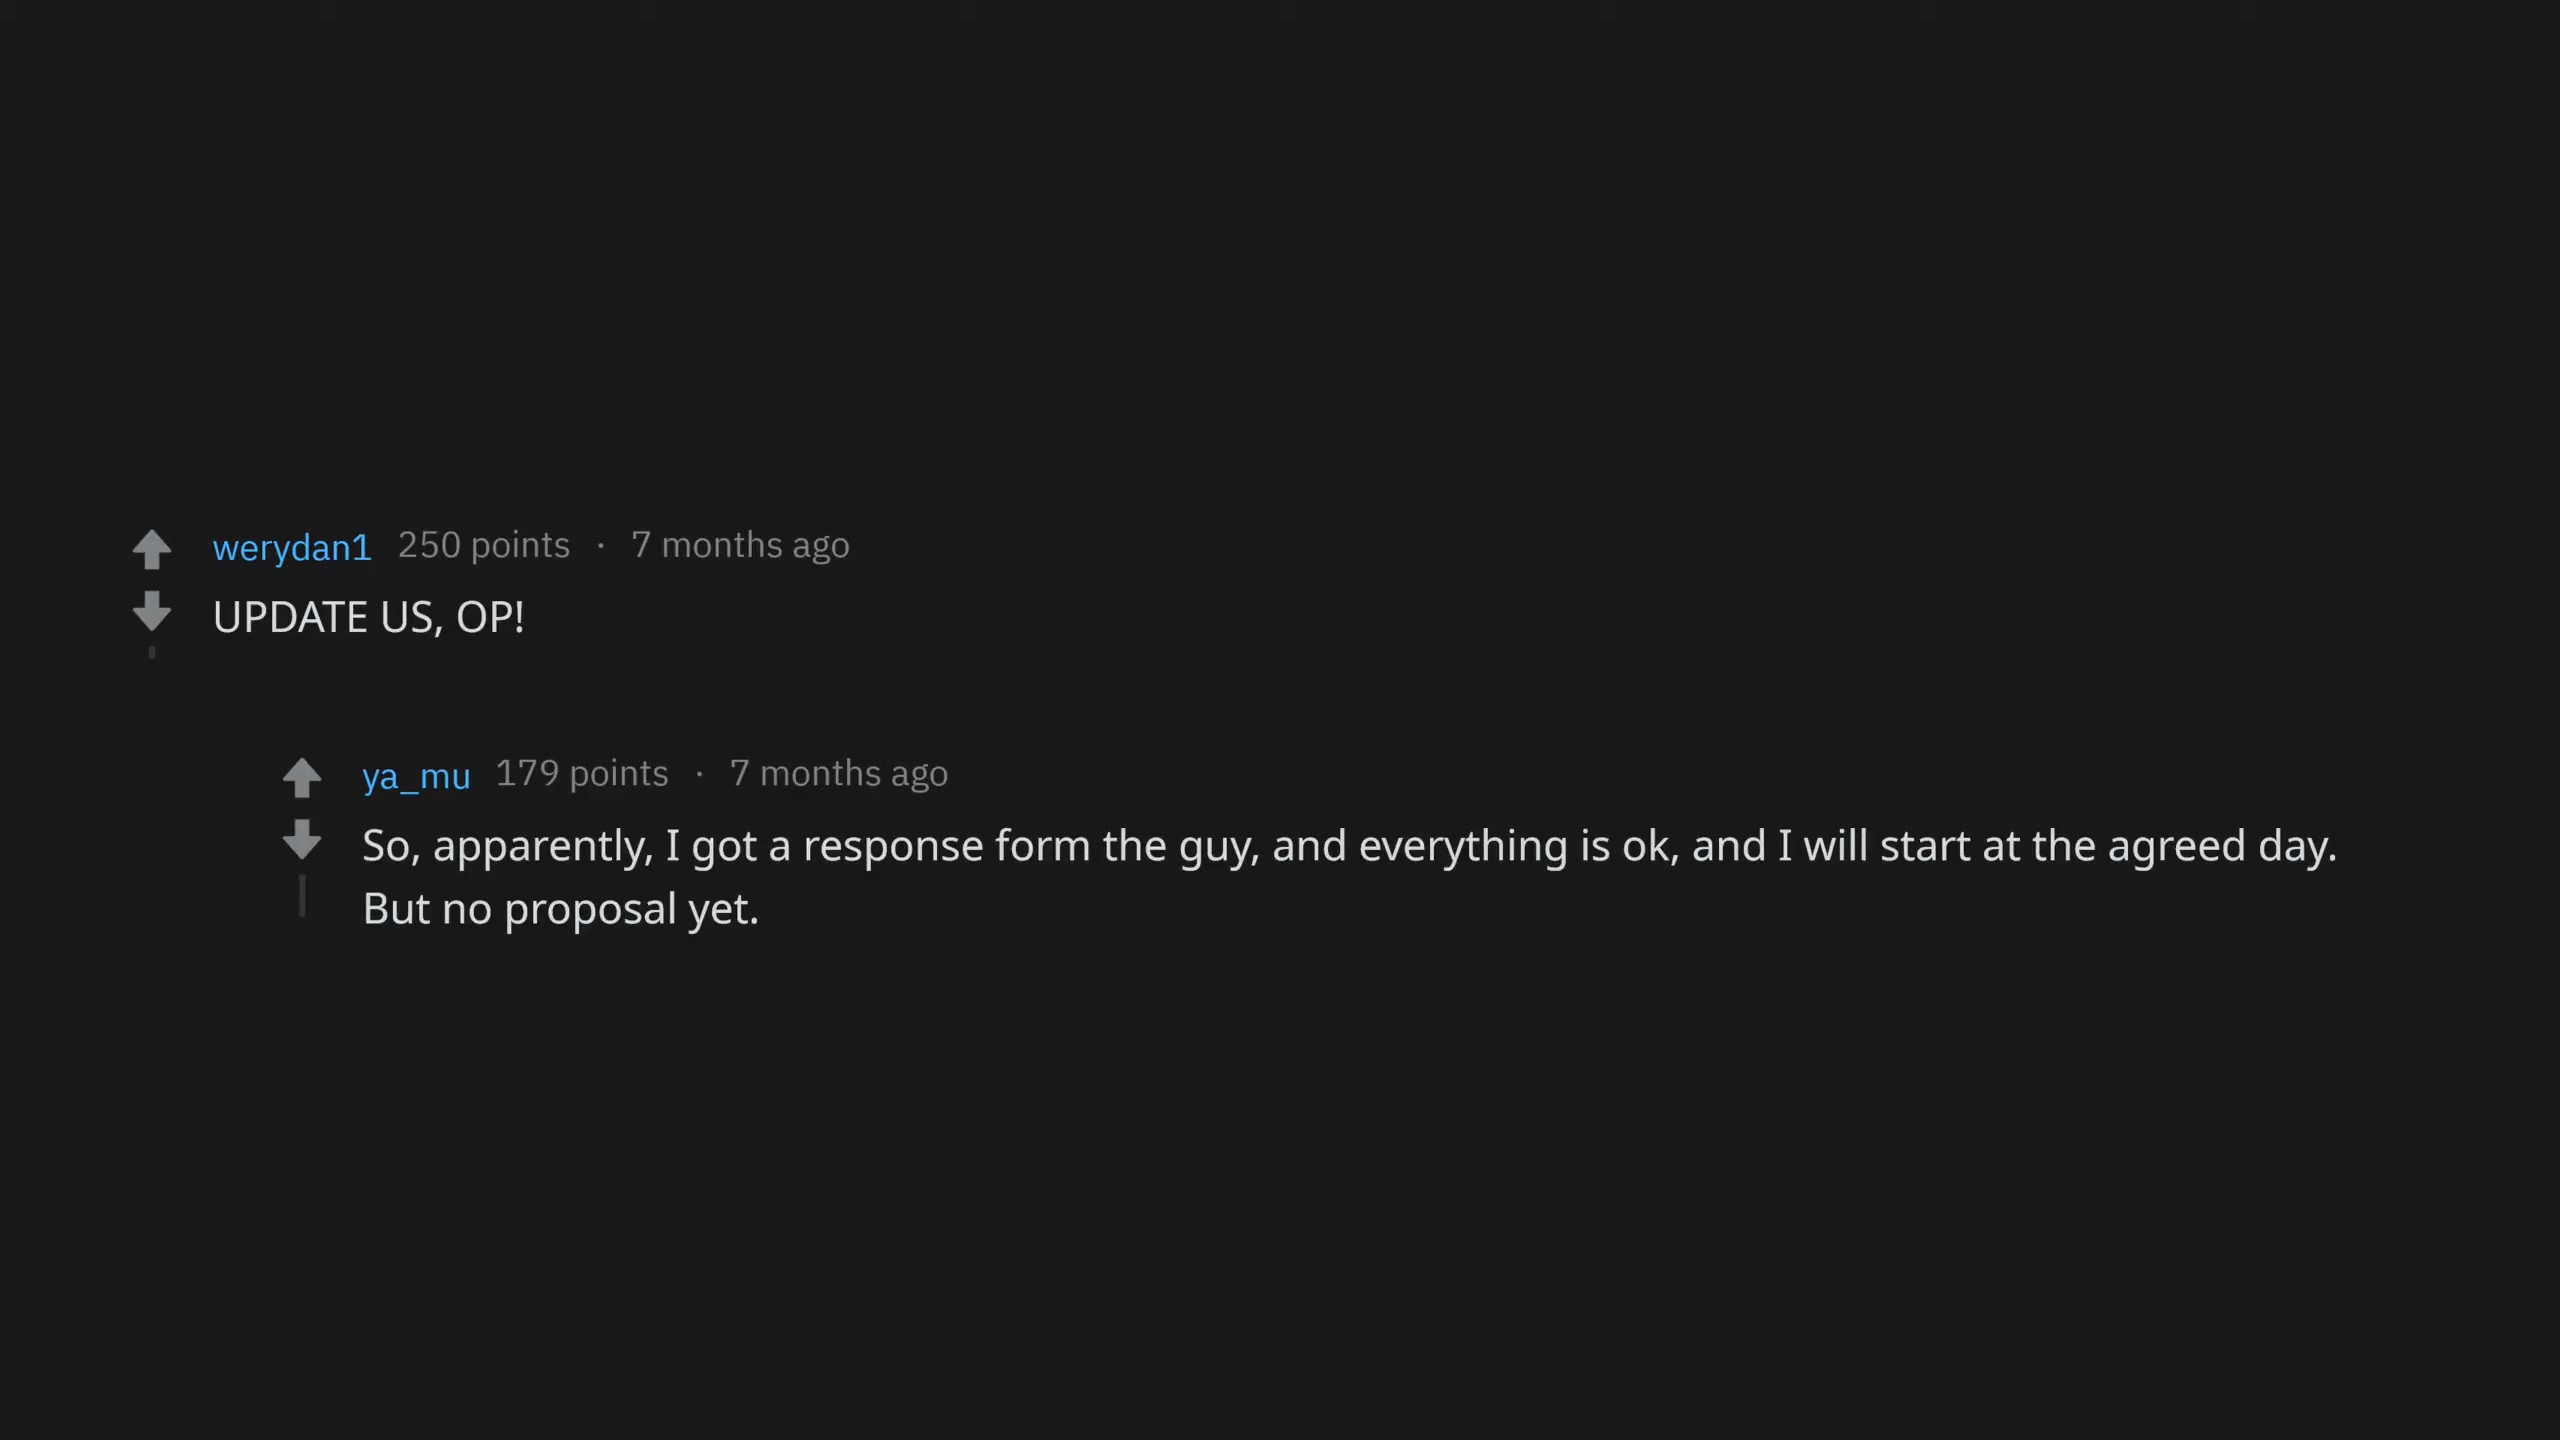 werydan1 250 points · 7 months ago
UPDATE US, OP!
ya_mu 179 points · 7 months ago
So, apparently, I got a response form the guy, and everything is ok, and I will start at the agreed day.
But no proposal yet.